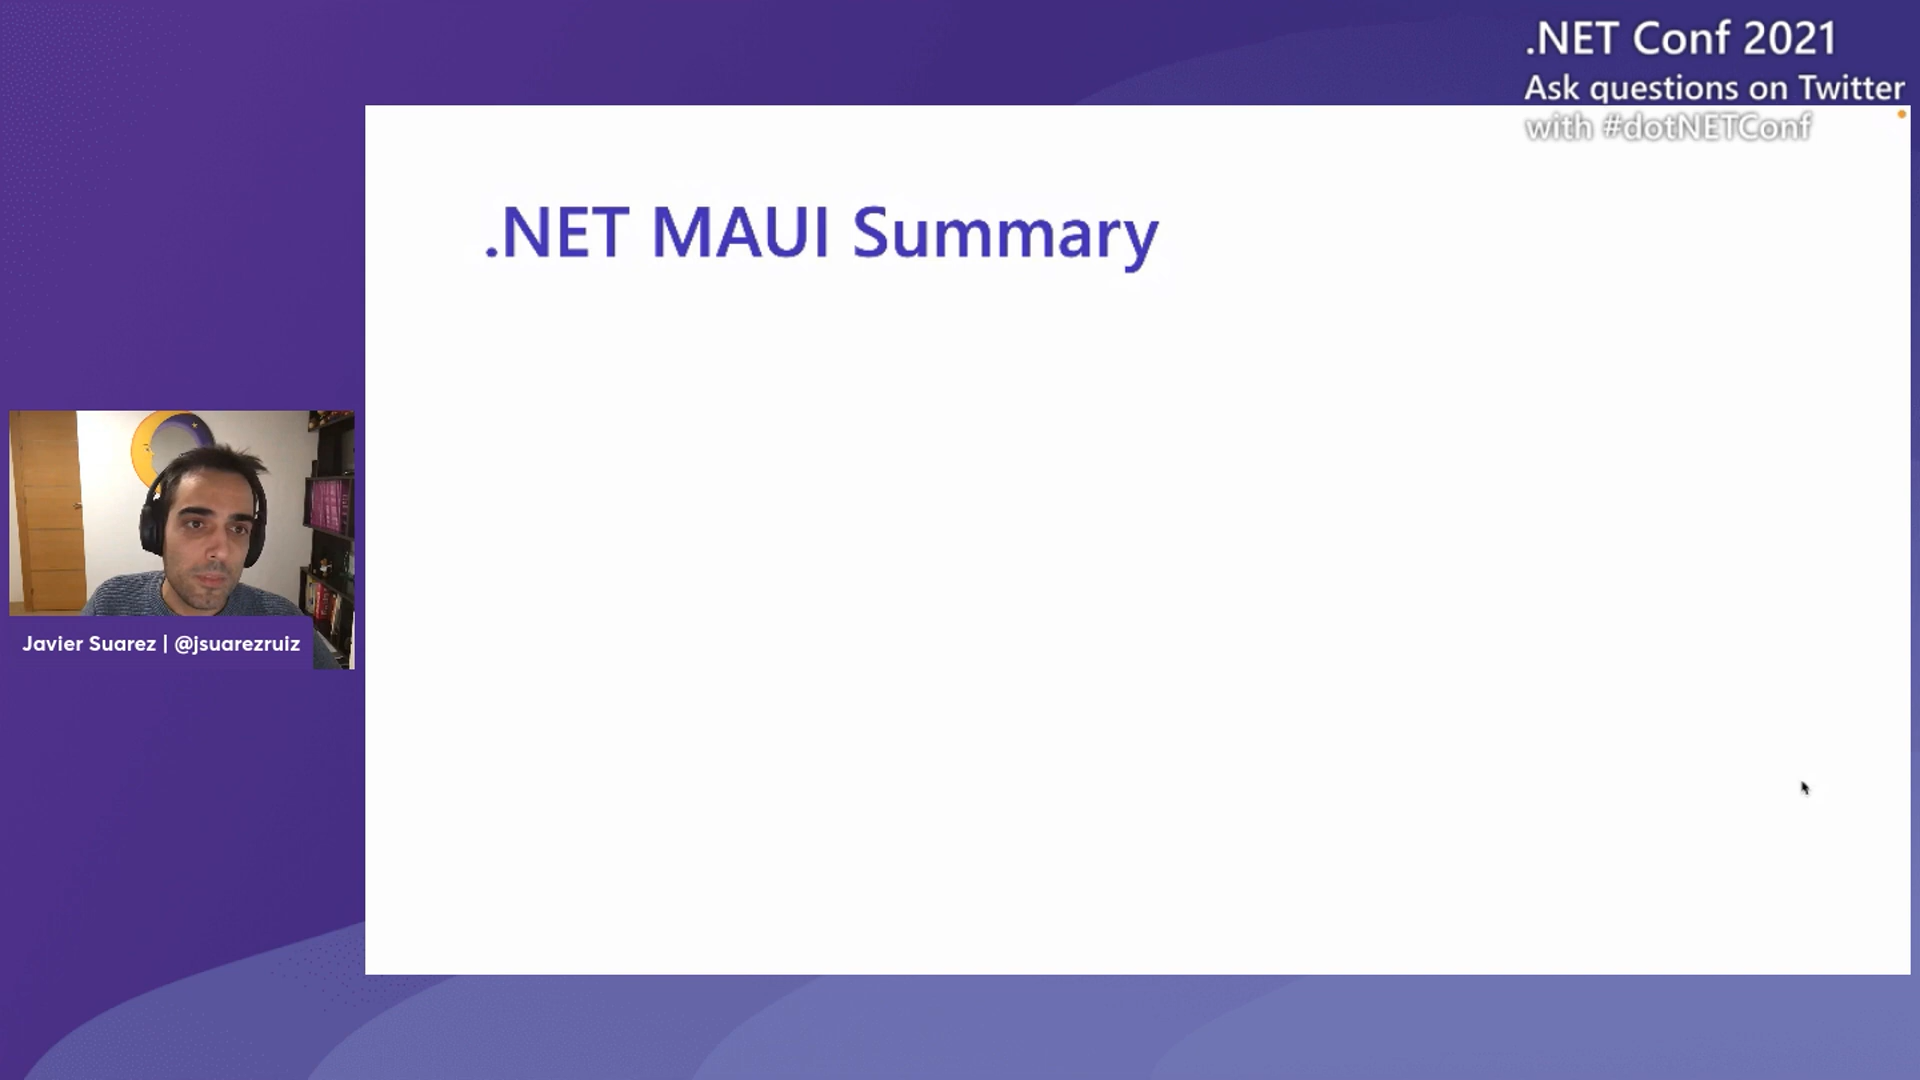 .NET Conf 2021
Ask questions on Twitter
with #dotNETConf
.NET MAUI Summary
Javier Suarez | @jsuarezruiz